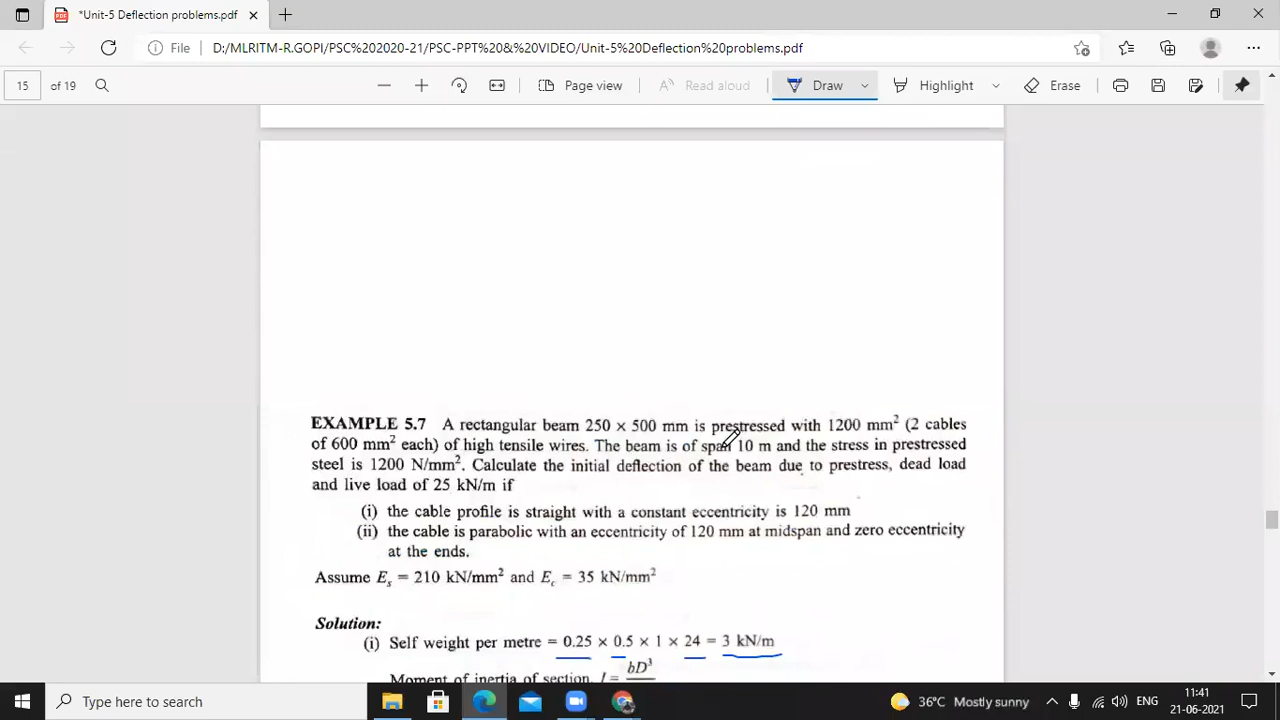 *Unit-5 Deflection problems.pdf
File D:/MLRITM-R.GOPI/PSC%202020-21/PSC-PPT%20&%20VIDEO/Unit-5%20Deflection%20problems.pdf
15 of 19 Page view Read aloud Draw Highlight Erase
EXAMPLE 5.7 A rectangular beam 250 × 500 mm is prestressed with 1200 mm² (2 cables
of 600 mm² each) of high tensile wires. The beam is of span 10 m and the stress in prestressed
steel is 1200 N/mm². Calculate the initial deflection of the beam due to prestress, dead load
and live load of 25 kN/m if
(i) the cable profile is straight with a constant eccentricity is 120 mm
(ii) the cable is parabolic with an eccentricity of 120 mm at midspan and zero eccentricity
at the ends.
Assume Es = 210 kN/mm² and Ec = 35 kN/mm²
Solution:
(i) Self weight per metre = 0.25 × 0.5 × 1 × 24 = 3 kN/m
Moment of inertia of section, I = bD³
Type here to search 36°C Mostly sunny ENG 11:41
21-06-2021